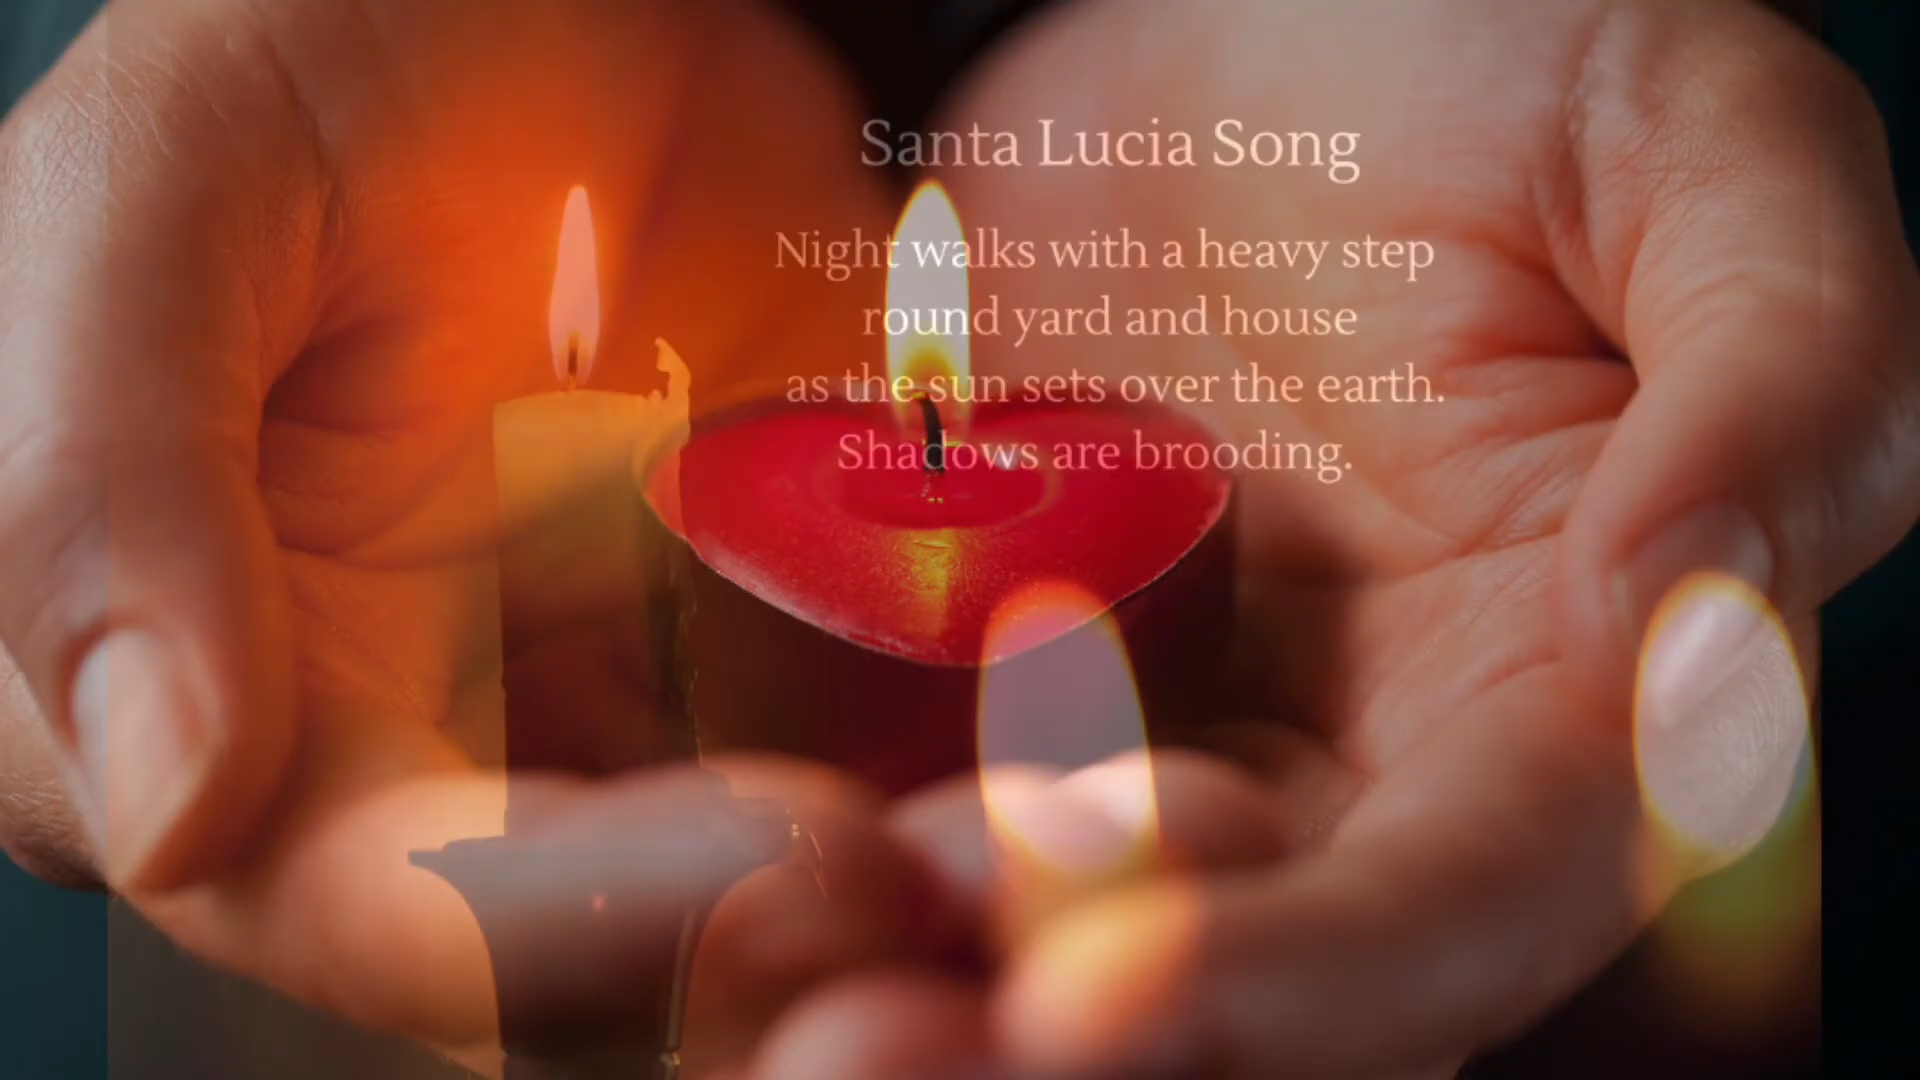 Santa Lucia Song
Night walks with a heavy step
round yard and house
as the sun sets over the earth.
Shadows are brooding.